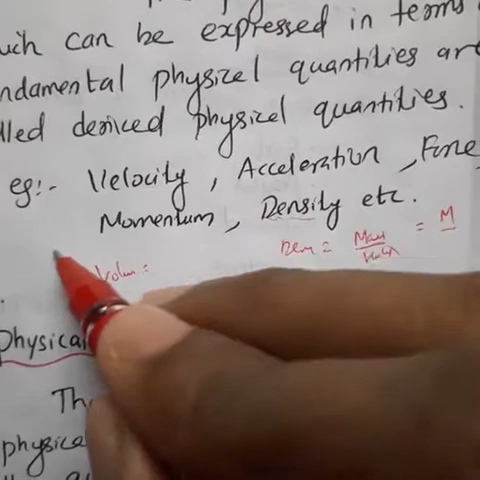 uch can be expressed in terms
ndamental physical quantities are
lled derived physical quantities.
eg:- Velocity, Acceleration, Force
Momentum, Density etc.
Den = Mass = M
Volum =
Physical
Th
physica